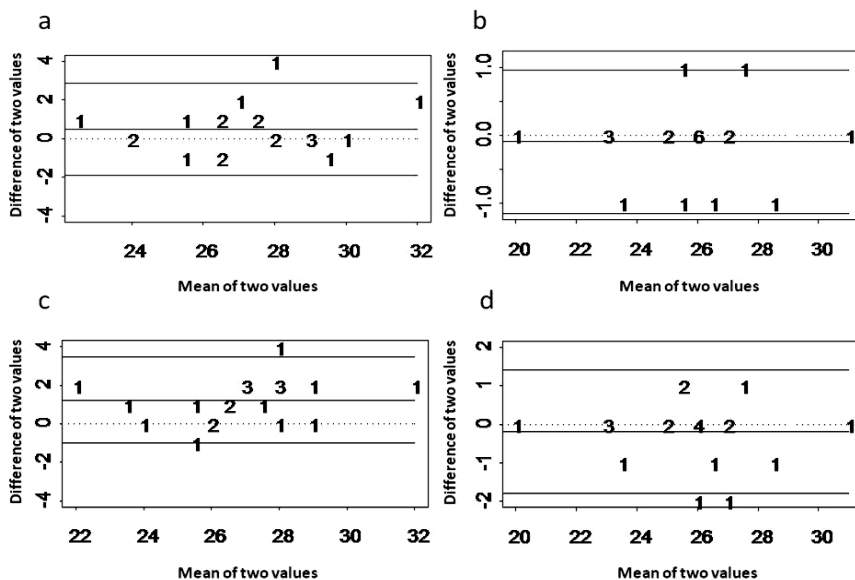 a
Difference of two values
4 1
2 1 1
1 1 2 2
0 2 2 3 1
1 2 1
-2
-4
24 26 28 30 32
Mean of two values
b
Difference of two values
1.0 1 1
0.0 1 3 2 6 2 1
-1.0 1 1 1 1
20 22 24 26 28 30
Mean of two values
c
Difference of two values
4 1
2 1 3 3 1 1
1 1 2 1
0 1 2 1 1
1
-2
-4
22 24 26 28 30 32
Mean of two values
d
Difference of two values
2
1 2 1
0 1 3 2 4 2 1
-1 1 1 1
-2 1 1
20 22 24 26 28 30
Mean of two values